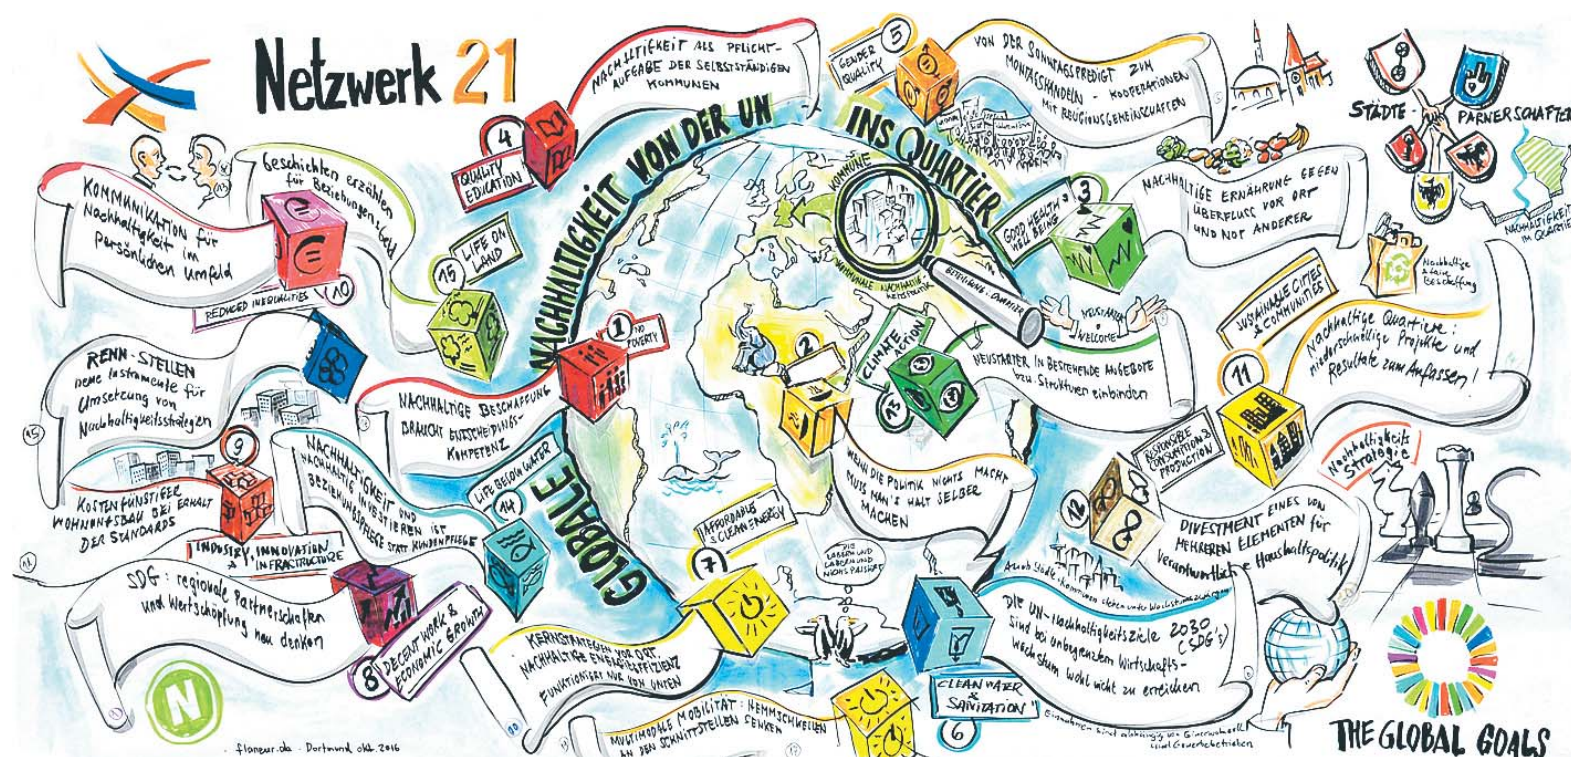 Netzwerk 21
NACHHALTIGKEIT ALS PFLICHT-
AUFGABE DER SELBSTSTÄNDIGEN
KOMMUNEN
4
QUALITY
EDUCATION
5
GENDER
QUALITY
VON DER SONNTAGSPREDIGT ZUM
MONTAGSHANDELN - KOOPERATIONEN
MIT RELIGIONSGEMEINSCHAFTEN
STÄDTE-
PARNERSCHAFTEN
NACHHALTIGKEIT
IM QUARTIER
GLOBALE NACHHALTIGKEIT VON DER UN
INS QUARTIER
KOMMUNE
KOMMUNALE NACHHALTIG
Geschichten erzählen
für Beziehungen, Geld
KOMMUNIKATION für
Nachhaltigkeit im
persönlichen Umfeld
REDUCED INEQUALITIES
10
15
LIFE ON
LAND
3
GOOD HEALTH &
WELL BEING
NACHHALTIGE ERNÄHRUNG GEGEN
ÜBERFLUSS VOR ORT
UND NOT ANDERER
Nachhaltige
& faire
Beschaffung
RENN-STELLEN
neue Instrumente für
Umsetzung von
Nachhaltigkeitsstrategien
1
NO
POVERTY
NACHHALTIGE BESCHAFFUNG
BRAUCHT ENTSCHEIDUNGS-
KOMPETENZ
2
CLIMATE
ACTION
WELCOME
NEUSTARTER IN BESTEHENDE ANGEBOTE
bzw. Strukturen einbinden
SUSTAINABLE CITIES
& COMMUNITIES
11
Nachhaltige Quartiere:
niederschwellige Projekte und
Resultate zum Anfassen!
9
KOSTENGÜNSTIGER
WOHNUNGSBAU BEI ERHALT
DER STANDARDS
INDUSTRY, INNOVATION
& INFRASTRUCTURE
NACHHALTIGKEIT UND
NACHHALTIG INVESTIEREN IST
BEZIEHUNGSPFLEGE STATT KUNDENPFLEGE
LIFE BELOW WATER
14
WENN DIE POLITIK NICHTS MACHT
MUSS MAN'S HALT SELBER
MACHEN
RESPONSIBLE
CONSUMPTION &
PRODUCTION
12
Nachhaltigkeits
Strategie
DIVESTMENT EINES VON
MEHREREN ELEMENTEN für
verantwortliche Haushaltspolitik
SDG: regionale Partnerschaften
und Wertschöpfung neu denken
8
DECENT WORK &
ECONOMIC GROWTH
AFFORDABLE
& CLEAN ENERGY
7
KERNSTRATEGIEN VOR ORT:
NACHHALTIGE ENERGIEEFFIZIENZ
FUNKTIONIERT NUR VON UNTEN
DIE
LABERN UND
LABERN UND
DIE UN-Nachhaltigkeitsziele 2030
(SDG's)
sind bei unbegrenztem Wirtschafts-
wachstum wohl nicht zu erreichen
CLEAN WATER
&
SANITATION
6
MULTIMODALE MOBILITÄT: HEMMSCHWELLEN
AN DEN SCHNITTSTELLEN SENKEN
N
flaneur.de - Dortmund okt. 2016
THE GLOBAL GOALS